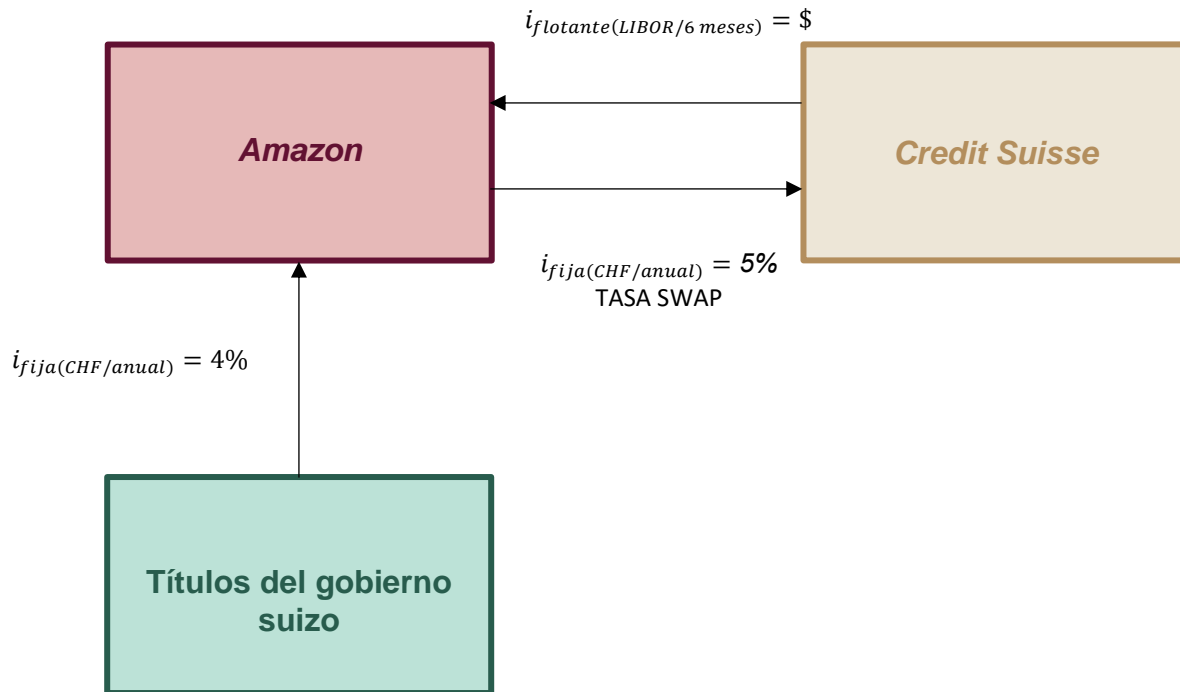 i_flotante(LIBOR/6 meses) = $
Amazon
Credit Suisse
i_fija(CHF/anual) = 5%
TASA SWAP
i_fija(CHF/anual) = 4%
Títulos del gobierno
suizo